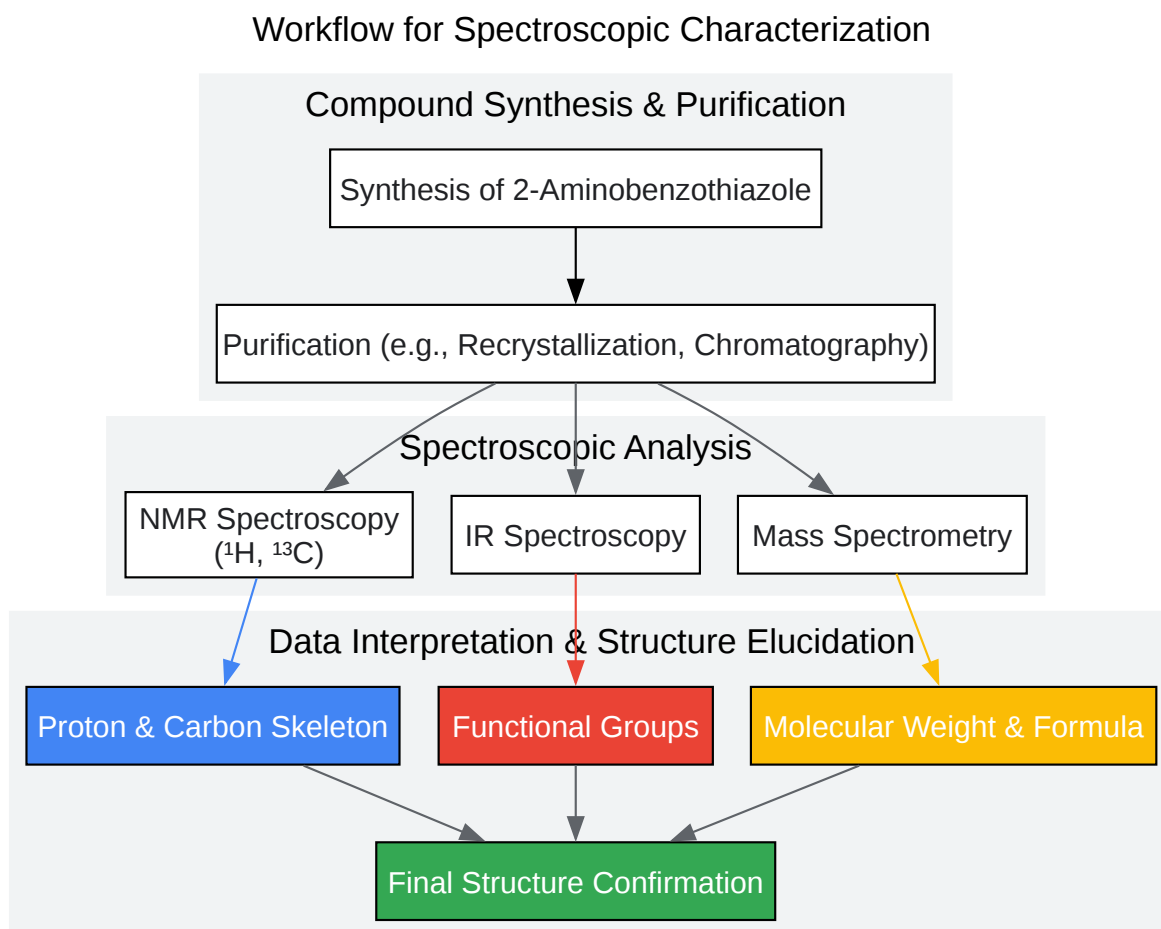 Workflow for Spectroscopic Characterization
Compound Synthesis & Purification
Synthesis of 2-Aminobenzothiazole
Purification (e.g., Recrystallization, Chromatography)
Spectroscopic Analysis
NMR Spectroscopy
(¹H, ¹³C)
IR Spectroscopy
Mass Spectrometry
Data Interpretation & Structure Elucidation
Proton & Carbon Skeleton
Functional Groups
Molecular Weight & Formula
Final Structure Confirmation